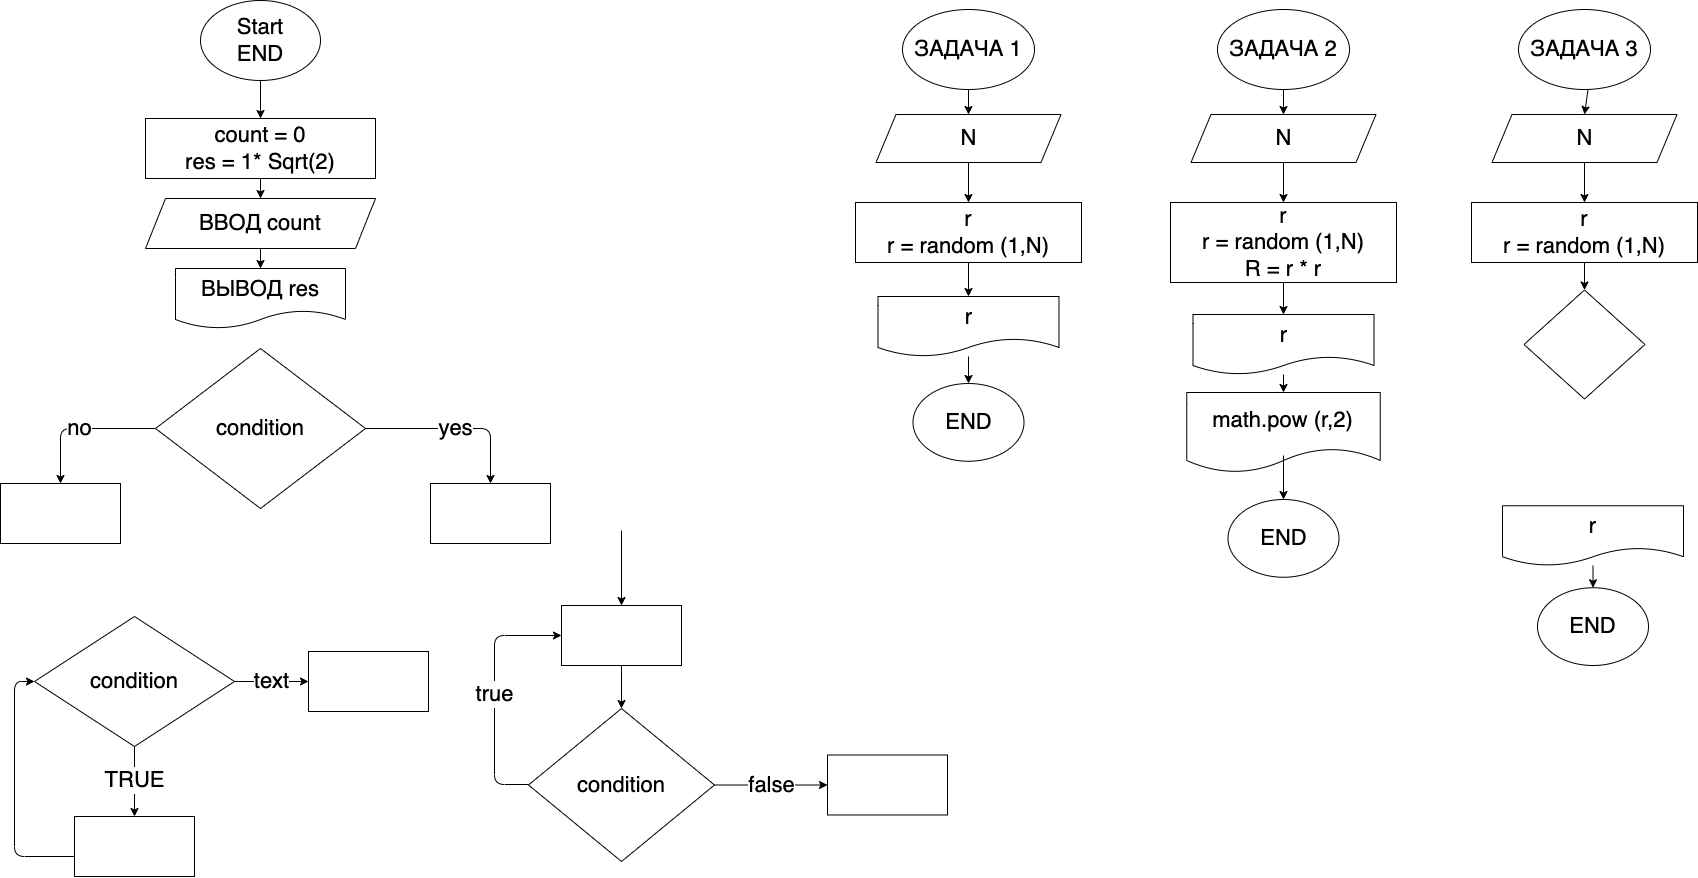 Start
END
count = 0
res = 1* Sqrt(2)
ВВОД count
ВЫВОД res
condition
no
yes
condition
text
TRUE
true
condition
false
ЗАДАЧА 1
N
r
r = random (1,N)
r
END
ЗАДАЧА 2
N
r
r = random (1,N)
R = r * r
r
math.pow (r,2)
END
ЗАДАЧА 3
N
r
r = random (1,N)
r
END